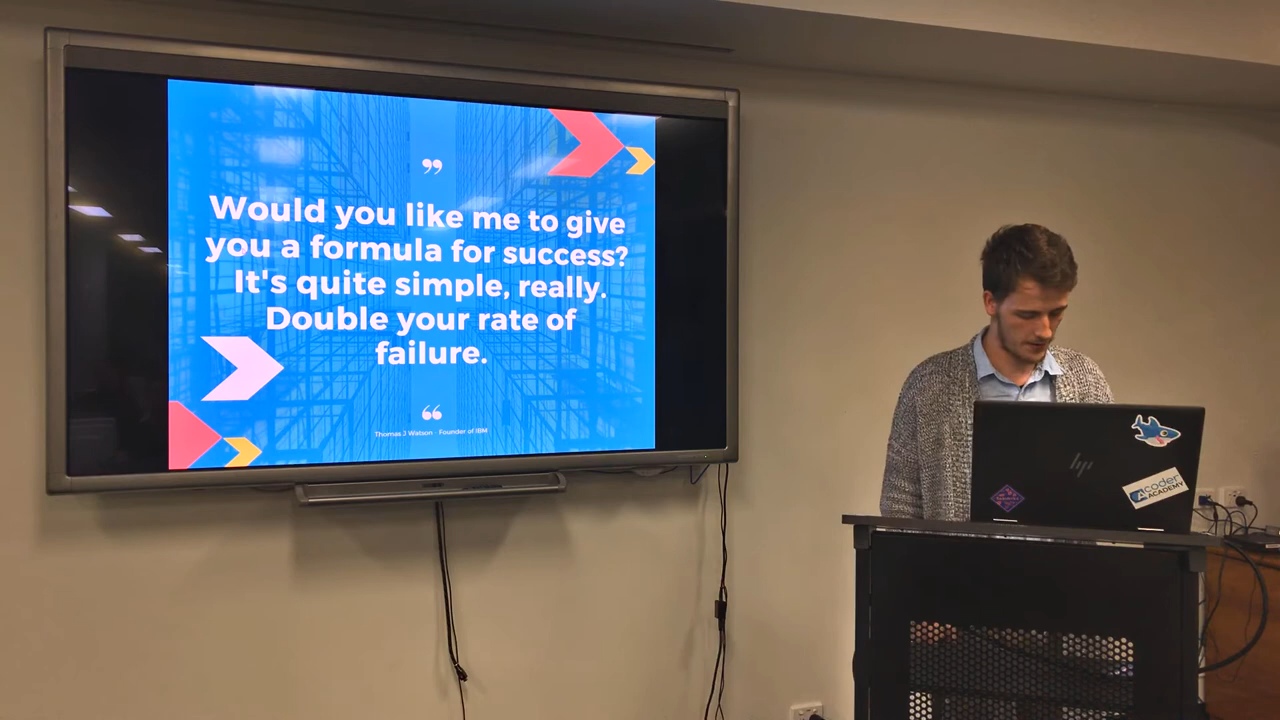 ”
Would you like me to give
you a formula for success?
It's quite simple, really.
Double your rate of
failure.
“
Thomas J Watson - Founder of IBM
hp
coder
ACADEMY